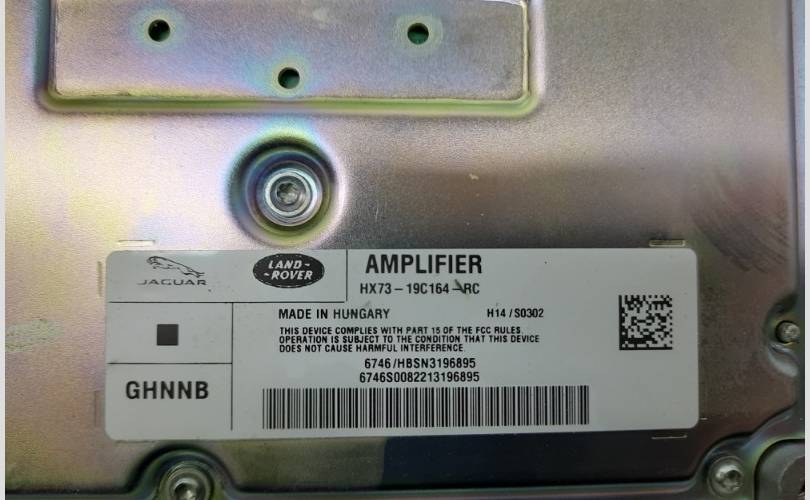 JAGUAR
LAND-
-ROVER
AMPLIFIER
HX73-19C164-RC
MADE IN HUNGARY
H14/S0302
THIS DEVICE COMPLIES WITH PART 15 OF THE FCC RULES.
OPERATION IS SUBJECT TO THE CONDITION THAT THIS DEVICE
DOES NOT CAUSE HARMFUL INTERFERENCE.
GHNNB
6746/HBSN3196895
6746S0082213196895